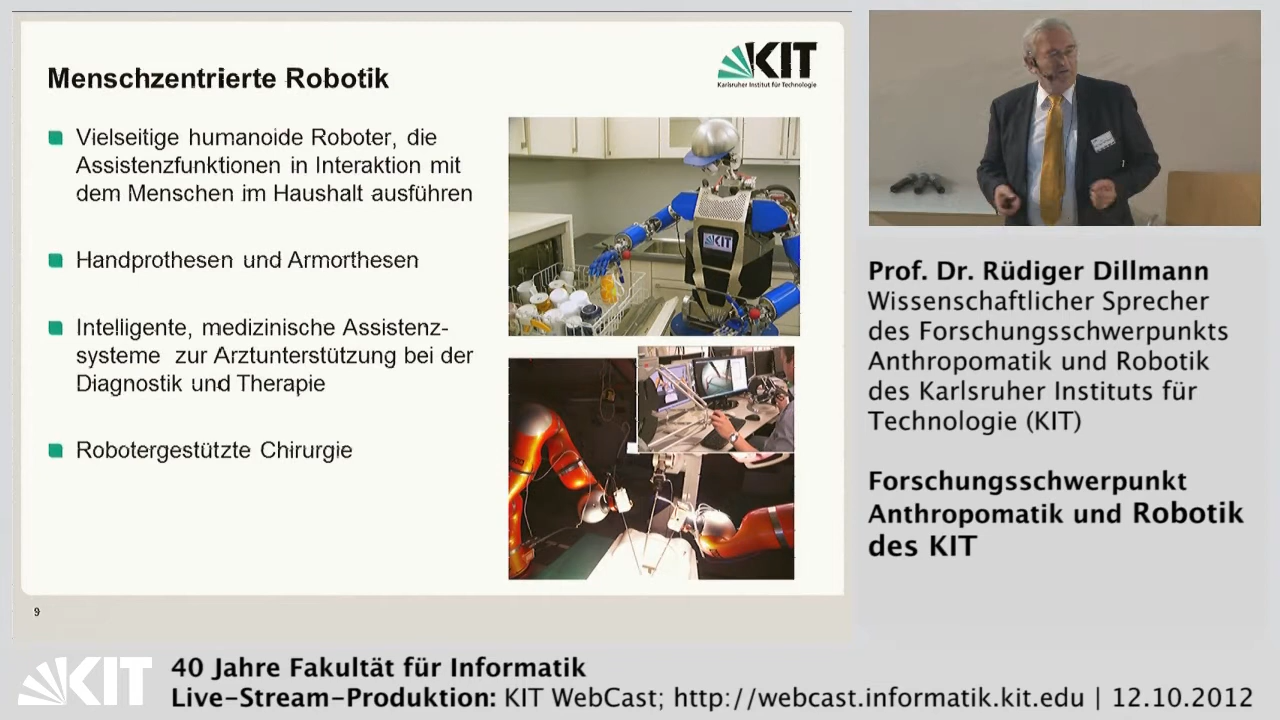 Menschzentrierte Robotik
KIT
Karlsruher Institut für Technologie
Vielseitige humanoide Roboter, die
Assistenzfunktionen in Interaktion mit
dem Menschen im Haushalt ausführen
Handprothesen und Armorthesen
Intelligente, medizinische Assistenz-
systeme zur Arztunterstützung bei der
Diagnostik und Therapie
Robotergestützte Chirurgie
KIT
9
Prof. Dr. Rüdiger Dillmann
Wissenschaftlicher Sprecher
des Forschungsschwerpunkts
Anthropomatik und Robotik
des Karlsruher Instituts für
Technologie (KIT)
Forschungsschwerpunkt
Anthropomatik und Robotik
des KIT
KIT
40 Jahre Fakultät für Informatik
Live-Stream-Produktion: KIT WebCast; http://webcast.informatik.kit.edu | 12.10.2012